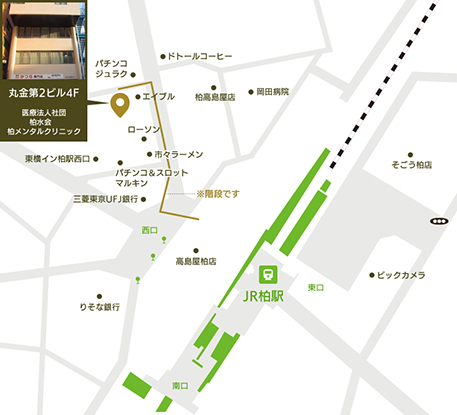 丸金第2ビル4F
医療法人社団
柏水会
柏メンタルクリニック
パチンコ
ジュラク
ドトールコーヒー
エイブル
柏高島屋店
岡田病院
ローソン
市々ラーメン
東横イン柏駅西口
パチンコ&スロット
マルキン
三菱東京UFJ銀行
※階段です
そごう柏店
西口
高島屋柏店
ビックカメラ
東口
JR柏駅
りそな銀行
南口